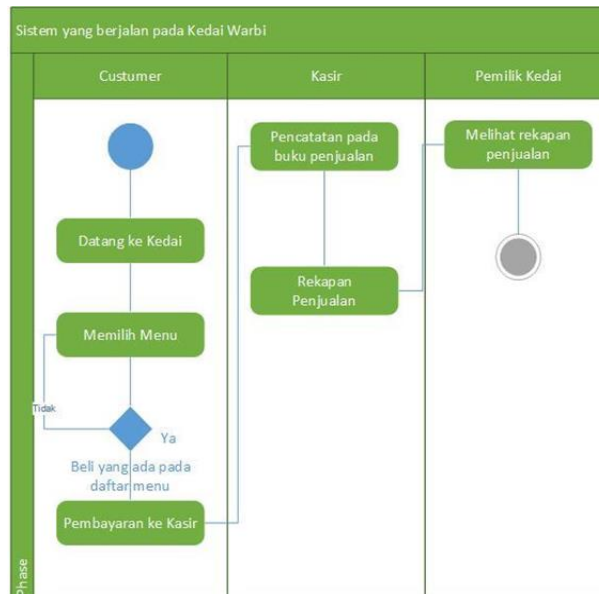 Sistem yang berjalan pada Kedai Warbi
Custumer
Kasir
Pemilik Kedai
Pencatatan pada
buku penjualan
Melihat rekapan
penjualan
Datang ke Kedai
Rekapan
Penjualan
Memilih Menu
Tidak
Ya
Beli yang ada pada
daftar menu
Pembayaran ke Kasir
Phase